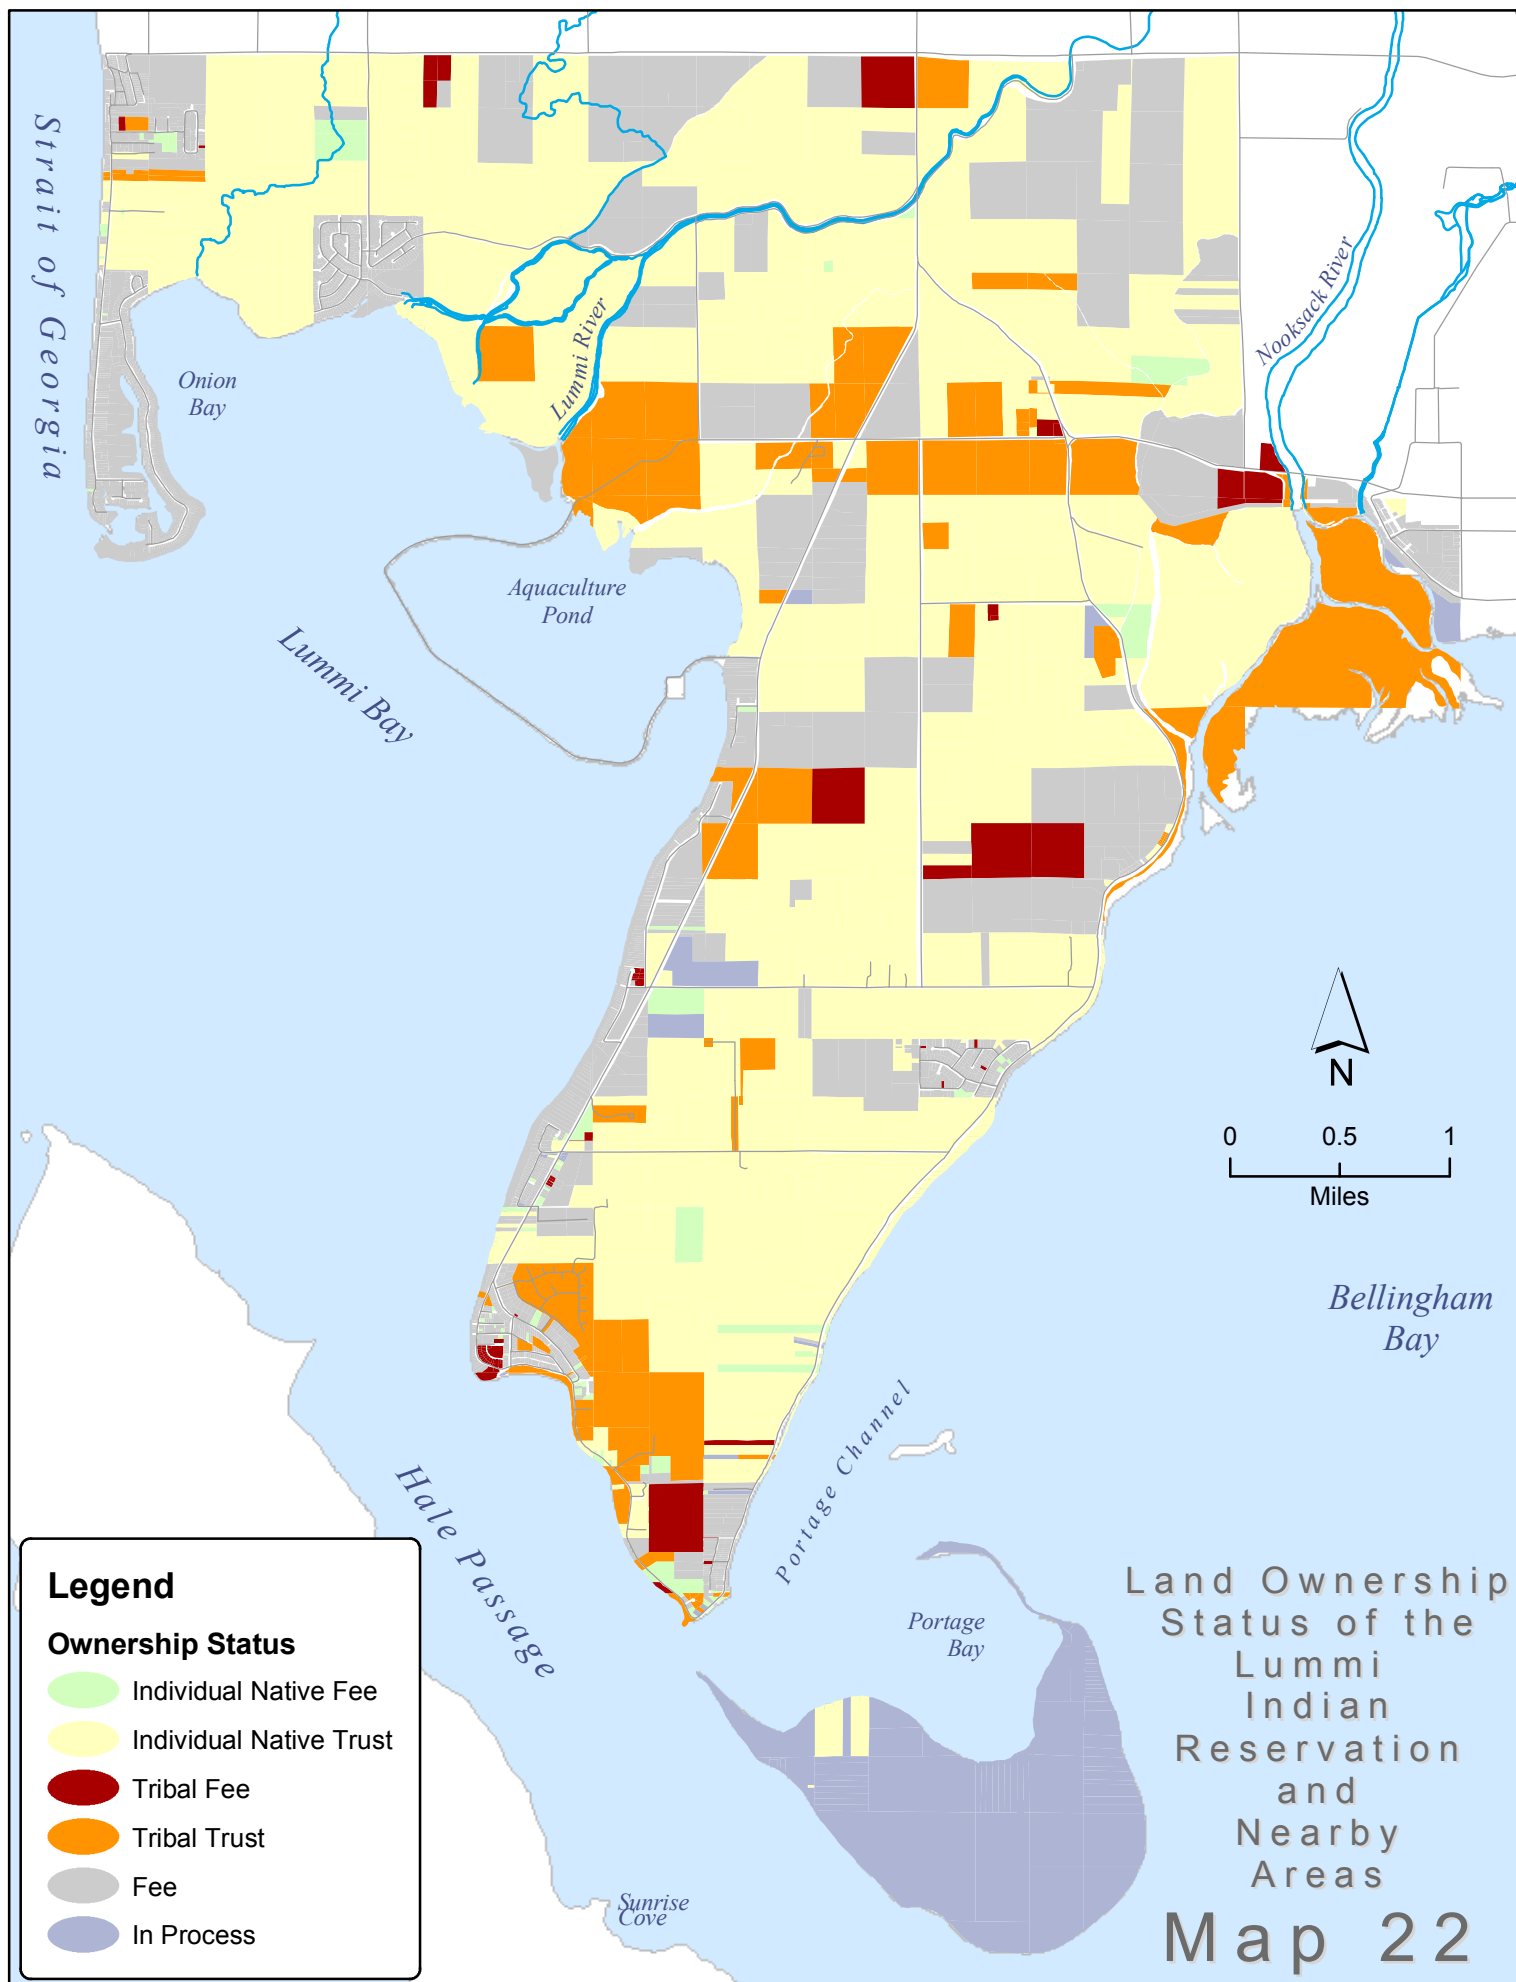 Strait of Georgia
Onion
Bay
Lummi River
Nooksack River
Aquaculture
Pond
Lummi Bay
N
0 0.5 1
Miles
Bellingham
Bay
Portage Channel
Hale Passage
Portage
Bay
Sunrise
Cove
Legend
Ownership Status
Individual Native Fee
Individual Native Trust
Tribal Fee
Tribal Trust
Fee
In Process
Land Ownership
Status of the
Lummi
Indian
Reservation
and
Nearby
Areas
Map 22